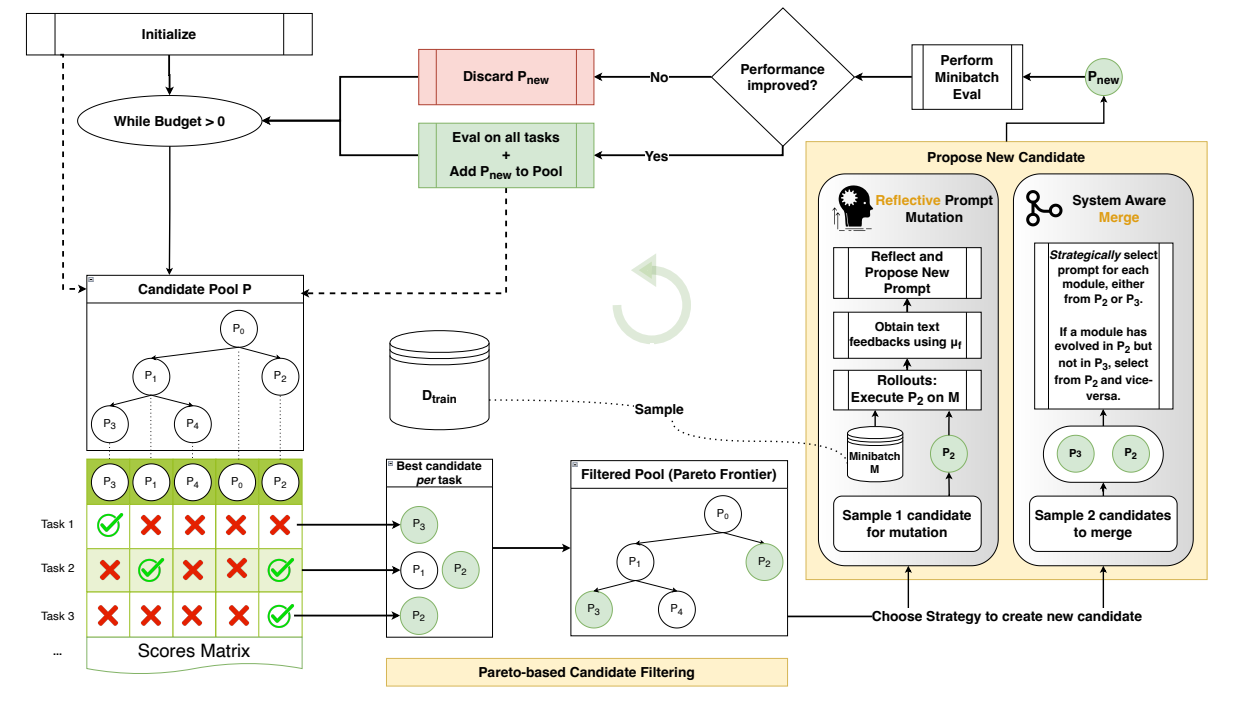 Initialize
While Budget > 0
Discard Pnew
Eval on all tasks
+
Add Pnew to Pool
No
Yes
Performance
improved?
Perform
Minibatch
Eval
Pnew
Candidate Pool P
P0
P1
P2
P3
P4
P3
P1
P4
P0
P2
Task 1
Task 2
Task 3
...
Scores Matrix
Dtrain
Sample
Best candidate
per task
P3
P1
P2
P2
Filtered Pool (Pareto Frontier)
P0
P1
P2
P3
P4
Pareto-based Candidate Filtering
Propose New Candidate
Reflective Prompt
Mutation
Reflect and
Propose New
Prompt
Obtain text
feedbacks using µf
Rollouts:
Execute P2 on M
Minibatch
M
P2
Sample 1 candidate
for mutation
System Aware
Merge
Strategically select
prompt for each
module, either
from P2 or P3.
If a module has
evolved in P2 but
not in P3, select
from P2 and vice-
versa.
P3
P2
Sample 2 candidates
to merge
Choose Strategy to create new candidate